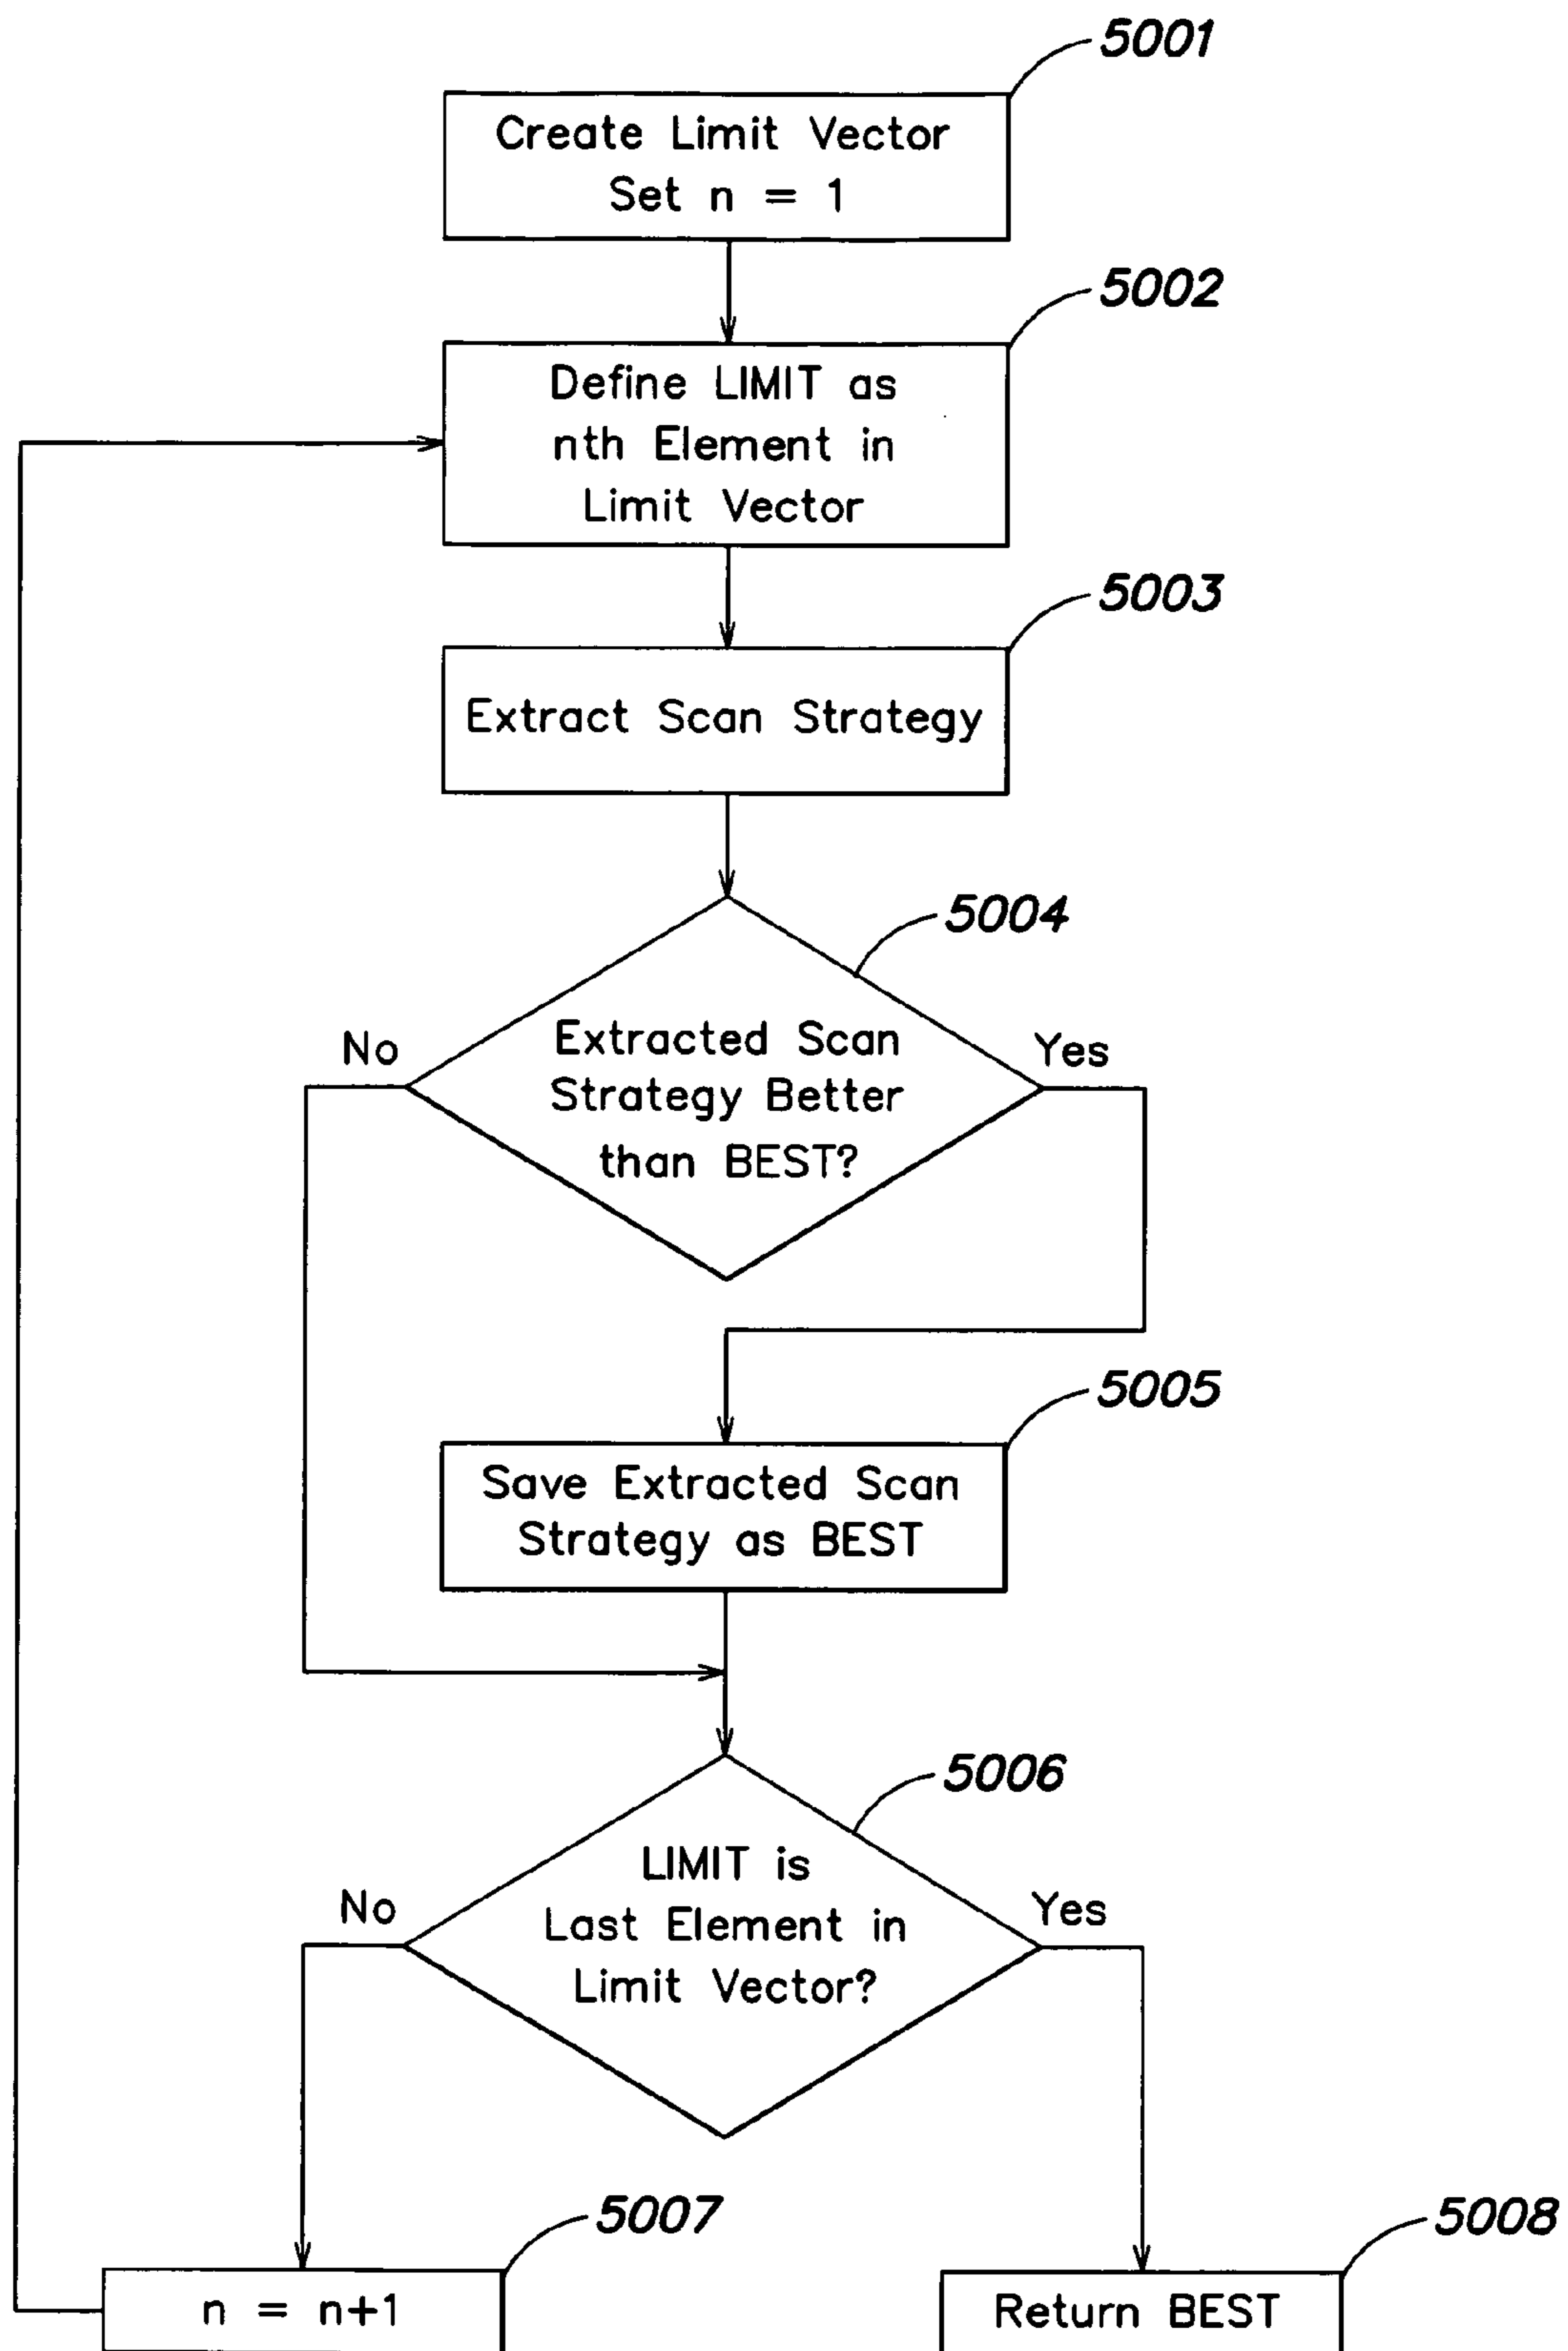 5001
Create Limit Vector
Set n = 1
5002
Define LIMIT as
nth Element in
Limit Vector
5003
Extract Scan Strategy
5004
No
Yes
Extracted Scan
Strategy Better
than BEST?
5005
Save Extracted Scan
Strategy as BEST
5006
No
Yes
LIMIT is
Last Element in
Limit Vector?
5007
n = n+1
5008
Return BEST